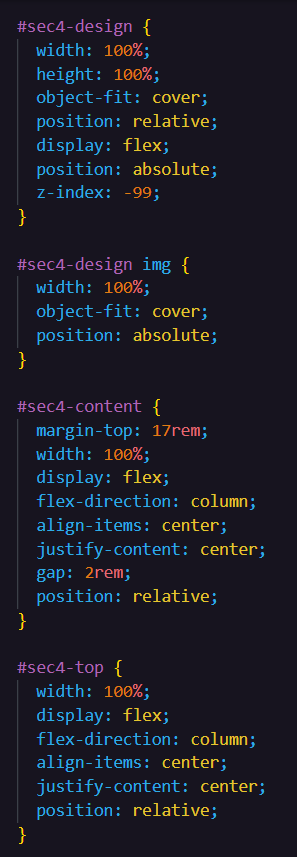 #sec4-design {
  width: 100%;
  height: 100%;
  object-fit: cover;
  position: relative;
  display: flex;
  position: absolute;
  z-index: -99;
}

#sec4-design img {
  width: 100%;
  object-fit: cover;
  position: absolute;
}

#sec4-content {
  margin-top: 17rem;
  width: 100%;
  display: flex;
  flex-direction: column;
  align-items: center;
  justify-content: center;
  gap: 2rem;
  position: relative;
}

#sec4-top {
  width: 100%;
  display: flex;
  flex-direction: column;
  align-items: center;
  justify-content: center;
  position: relative;
}